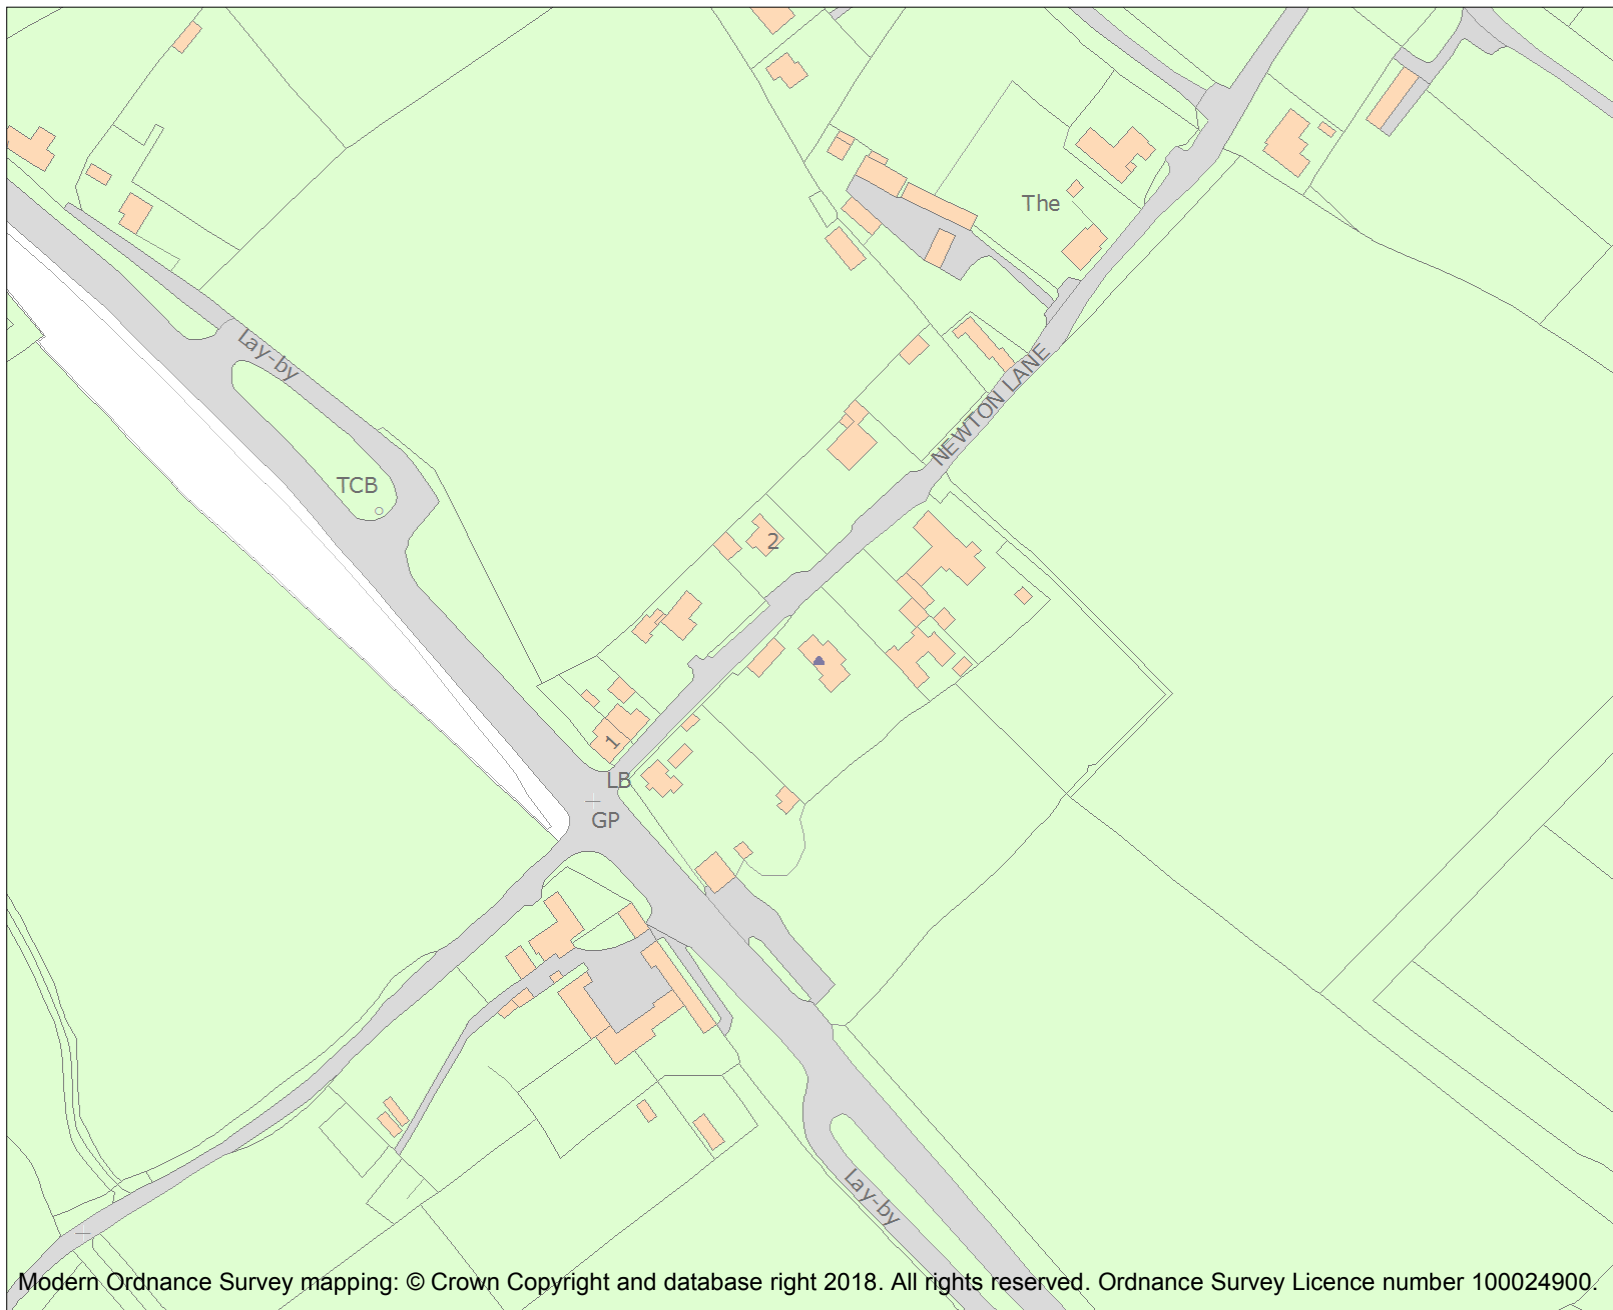 The
Lay-by
NEWTON LANE
TCB
2
1
LB
GP
Lay-by
Modern Ordnance Survey mapping: © Crown Copyright and database right 2018. All rights reserved. Ordnance Survey Licence number 100024900.